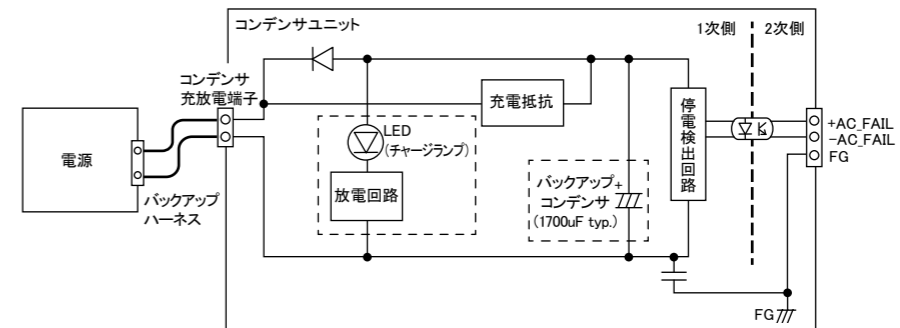 コンデンサユニット
1次側
2次側
コンデンサ
充放電端子
充電抵抗
停電検出回路
+AC_FAIL
-AC_FAIL
FG
LED
(チャージランプ)
電源
放電回路
バックアップ
コンデンサ
(1700uF typ.)
+
バックアップ
ハーネス
FG